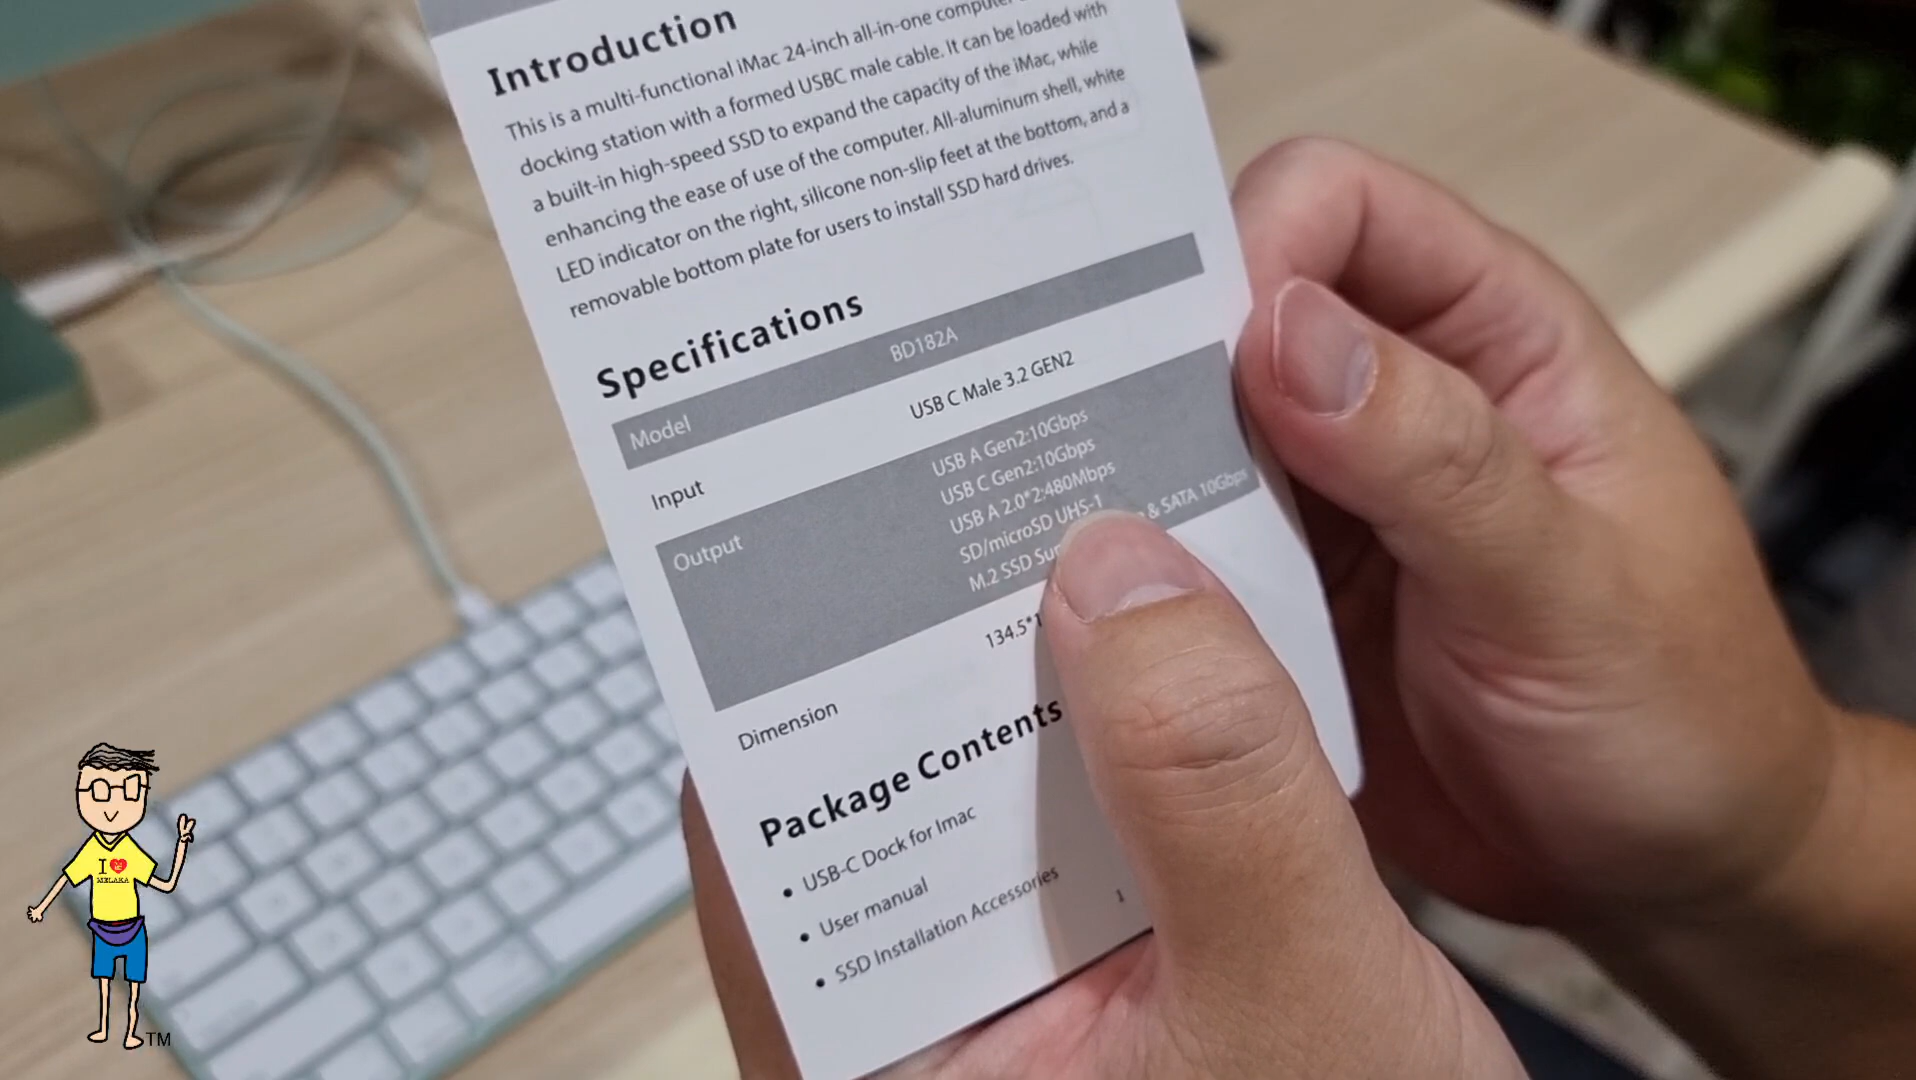 Introduction
This is a multi-functional iMac 24-inch all-in-one computer
docking station with a formed USBC male cable. It can be loaded with
a built-in high-speed SSD to expand the capacity of the iMac, while
enhancing the ease of use of the computer. All-aluminum shell, white
LED indicator on the right, silicone non-slip feet at the bottom, and a
removable bottom plate for users to install SSD hard drives.
Specifications
Model BD182A
Input USB C Male 3.2 GEN2
Output USB A Gen2:10Gbps
USB C Gen2:10Gbps
USB A 2.0*2:480Mbps
SD/microSD UHS-1
M.2 SSD & SATA 10Gbps
Dimension 134.5*1
Package Contents
• USB-C Dock for Imac
• User manual
• SSD Installation Accessories
1
I
MELAKA
TM